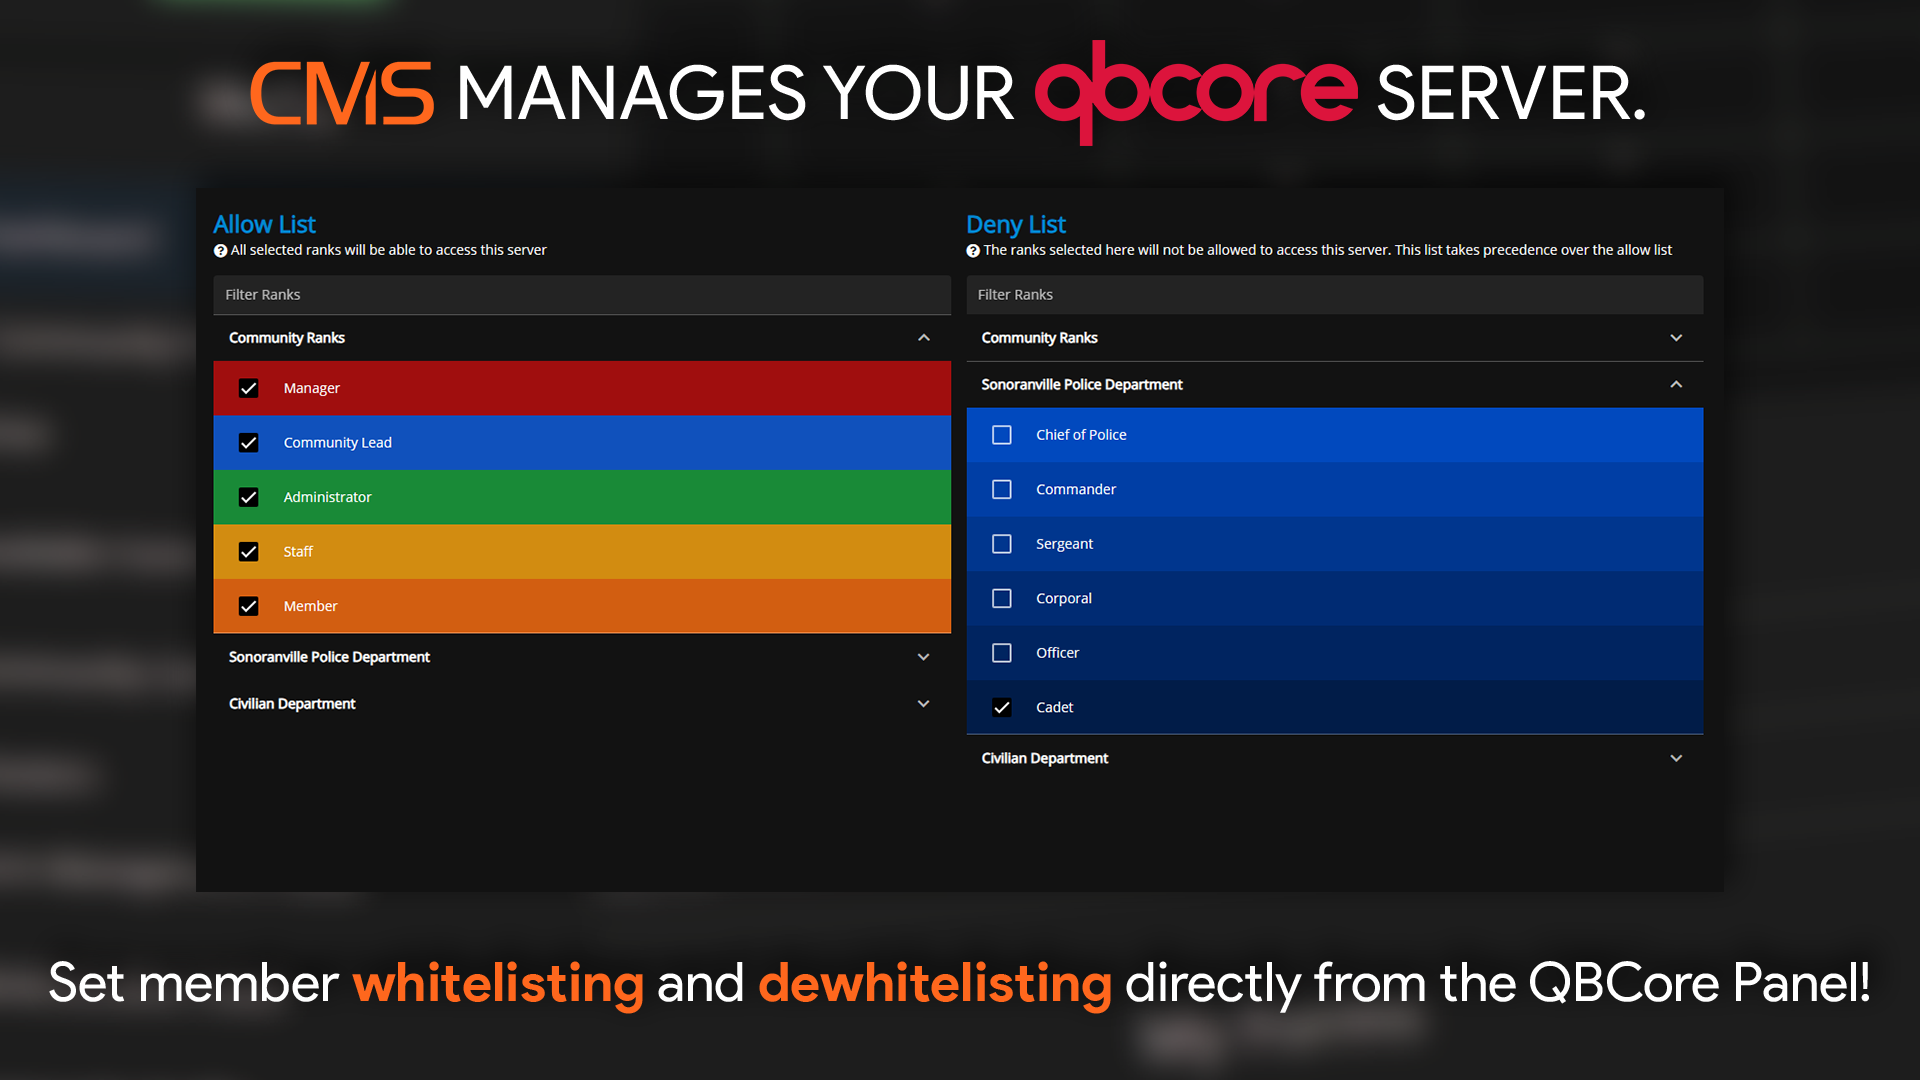 CMS MANAGES YOUR qbcore SERVER.
Allow List
All selected ranks will be able to access this server
Filter Ranks
Community Ranks
Manager
Community Lead
Administrator
Staff
Member
Sonoranville Police Department
Civilian Department
Deny List
The ranks selected here will not be allowed to access this server. This list takes precedence over the allow list
Filter Ranks
Community Ranks
Sonoranville Police Department
Chief of Police
Commander
Sergeant
Corporal
Officer
Cadet
Civilian Department
Set member whitelisting and dewhitelisting directly from the QBCore Panel!